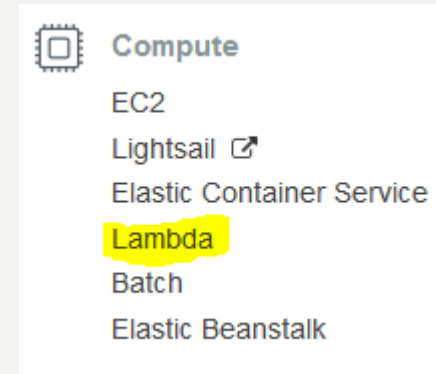 Compute
EC2
Lightsail
Elastic Container Service
Lambda
Batch
Elastic Beanstalk